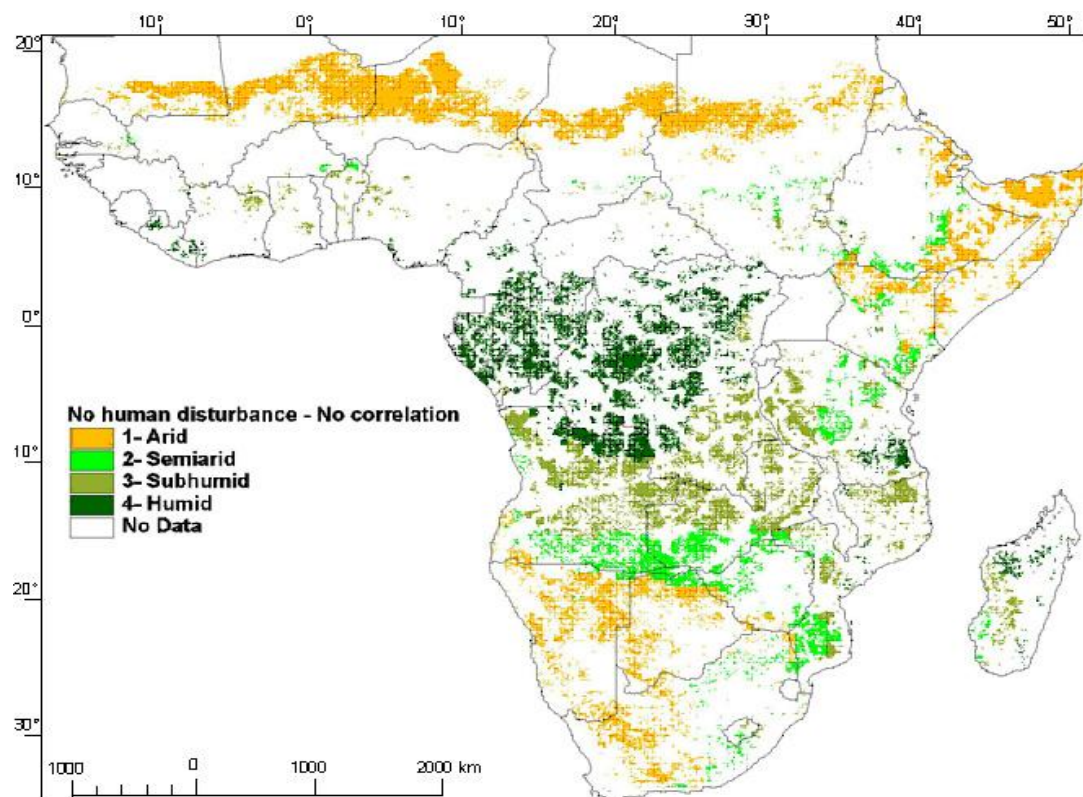 10° 0° 10° 20° 30° 40° 50°
20°
10°
0°
No human disturbance - No correlation
1- Arid
2- Semiarid
3- Subhumid
4- Humid
No Data
10°
20°
30°
1000 0 1000 2000 km